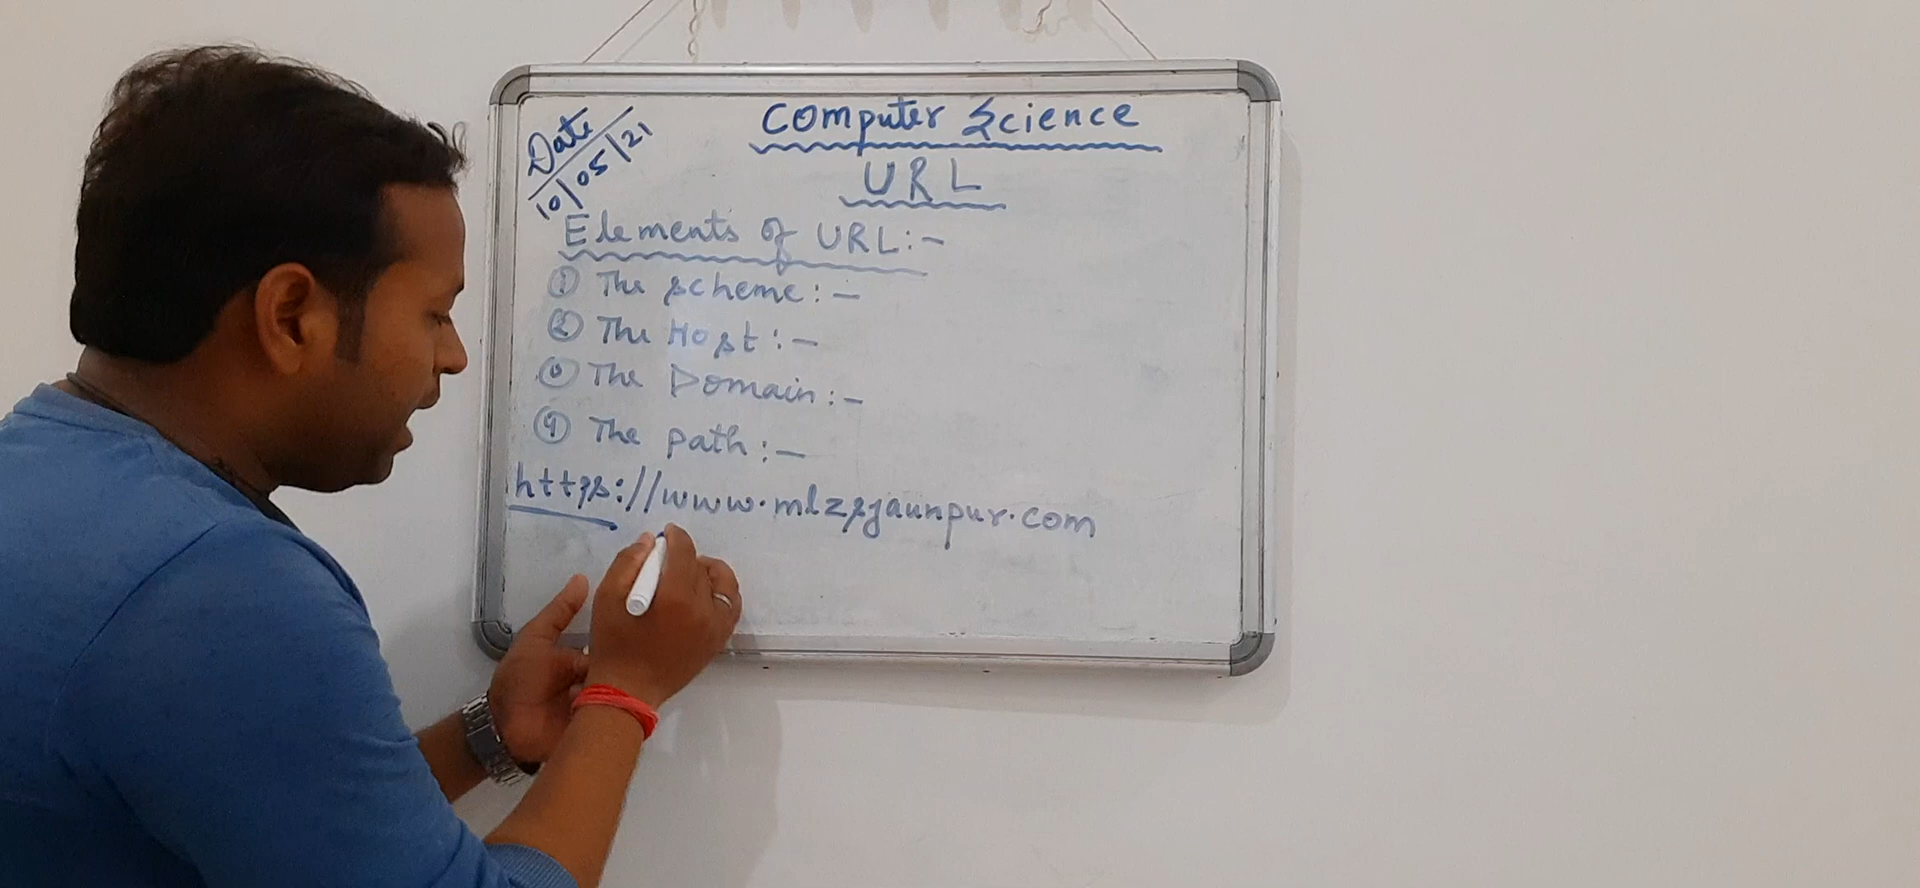 Date
10/05/21
Computer Science
URL
Elements of URL:-
① The scheme:-
② The Host:-
③ The Domain:-
④ The path:-
https://www.mlzsjaunpur.com